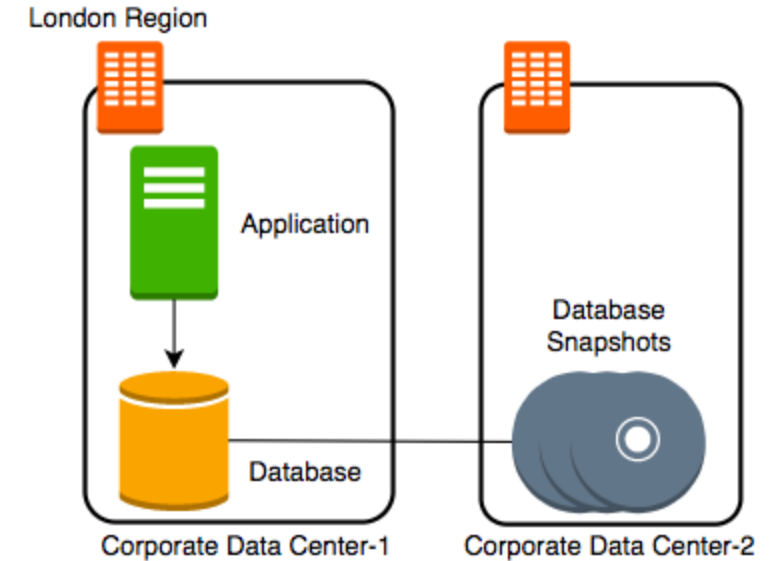 London Region
Application
Database
Snapshots
Database
Corporate Data Center-1
Corporate Data Center-2